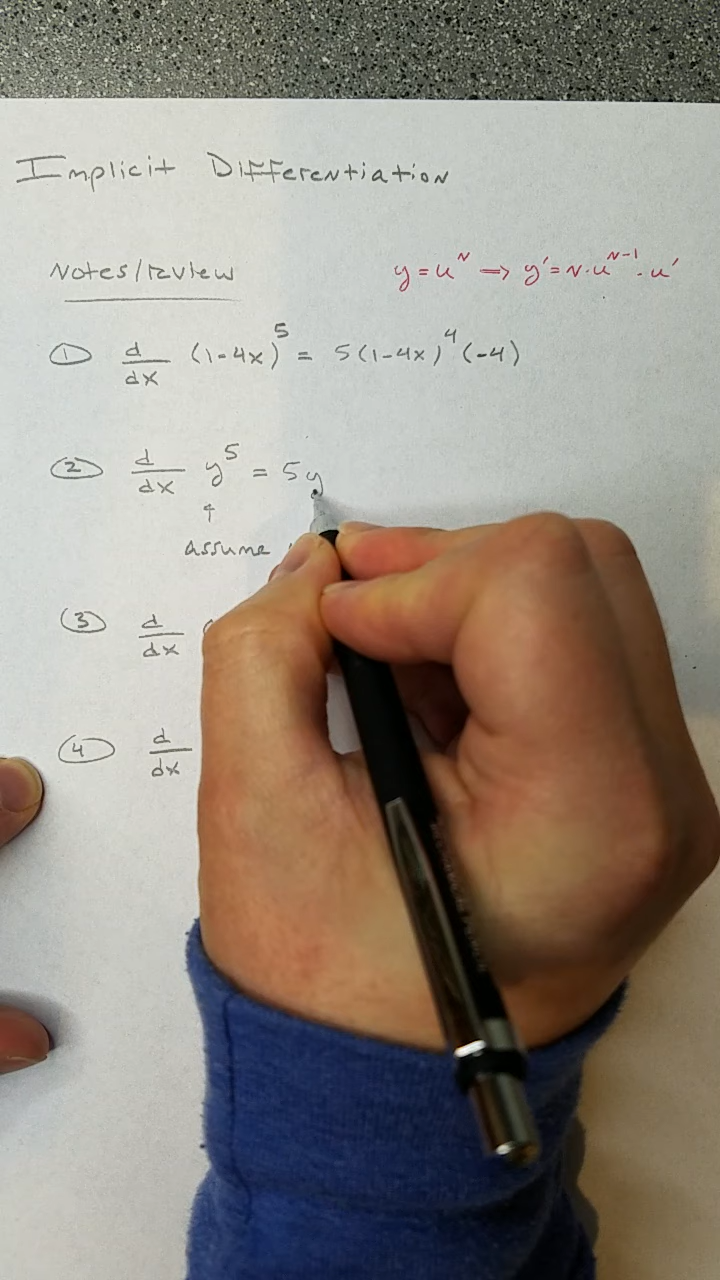 Implicit Differentiation
Notes/review
y = u^N ⇒ y' = N·u^(N-1)·u'
① d/dx (1-4x)^5 = 5(1-4x)^4(-4)
② d/dx y^5 = 5y
assume
③ d/dx
④ d/dx